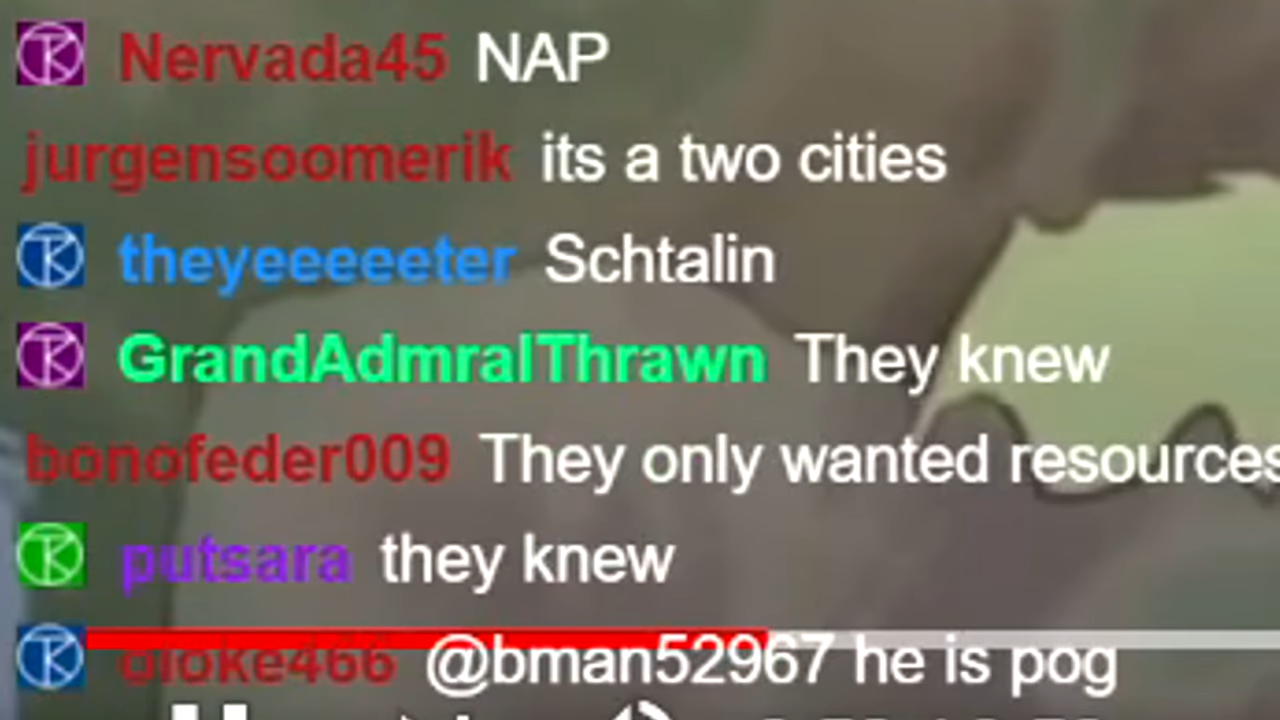 Nervada45 NAP
jurgensoomerik its a two cities
theyeeeeeter Schtalin
GrandAdmralThrawn They knew
bonofeder009 They only wanted resources
putsara they knew
oloke466 @bman52967 he is pog